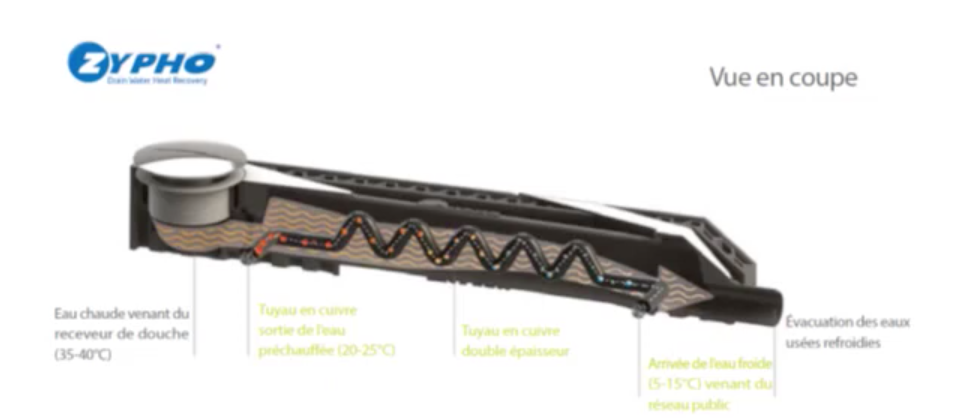 ZYPHO®
Drain Water Heat Recovery
Vue en coupe
Eau chaude venant du
receveur de douche
(35-40°C)
Tuyau en cuivre
sortie de l'eau
préchauffée (20-25°C)
Tuyau en cuivre
double épaisseur
Arrivée de l'eau froide
(5-15°C) venant du
réseau public
Évacuation des eaux
usées refroidies